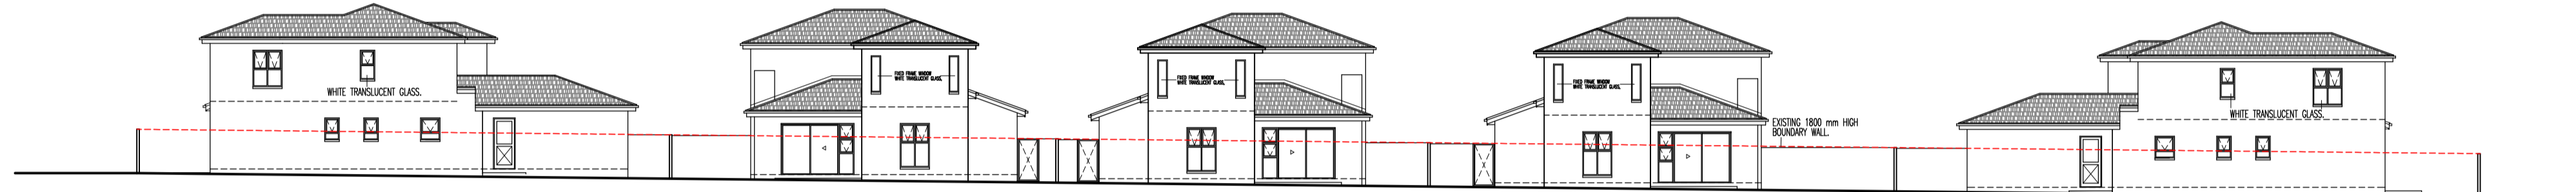 WHITE TRANSLUCENT GLASS.
FIXED FRAME WINDOW
WHITE TRANSLUCENT GLASS.
FIXED FRAME WINDOW
WHITE TRANSLUCENT GLASS.
FIXED FRAME WINDOW
WHITE TRANSLUCENT GLASS.
EXISTING 1800 mm HIGH
BOUNDARY WALL.
WHITE TRANSLUCENT GLASS.